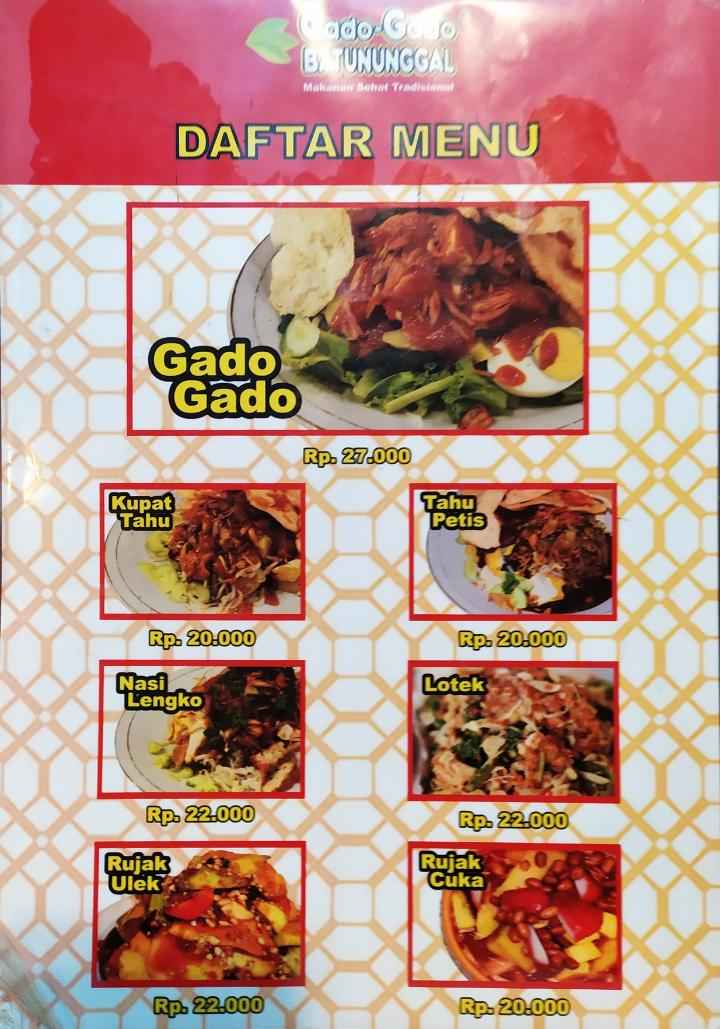 Gado-Gado
BATUNUNGGAL
Makanan Sehat Tradisional
DAFTAR MENU
Gado
Gado
Rp. 27.000
Kupat
Tahu
Rp. 20.000
Tahu
Petis
Rp. 20.000
Nasi
Lengko
Rp. 22.000
Lotek
Rp. 22.000
Rujak
Ulek
Rp. 22.000
Rujak
Cuka
Rp. 20.000